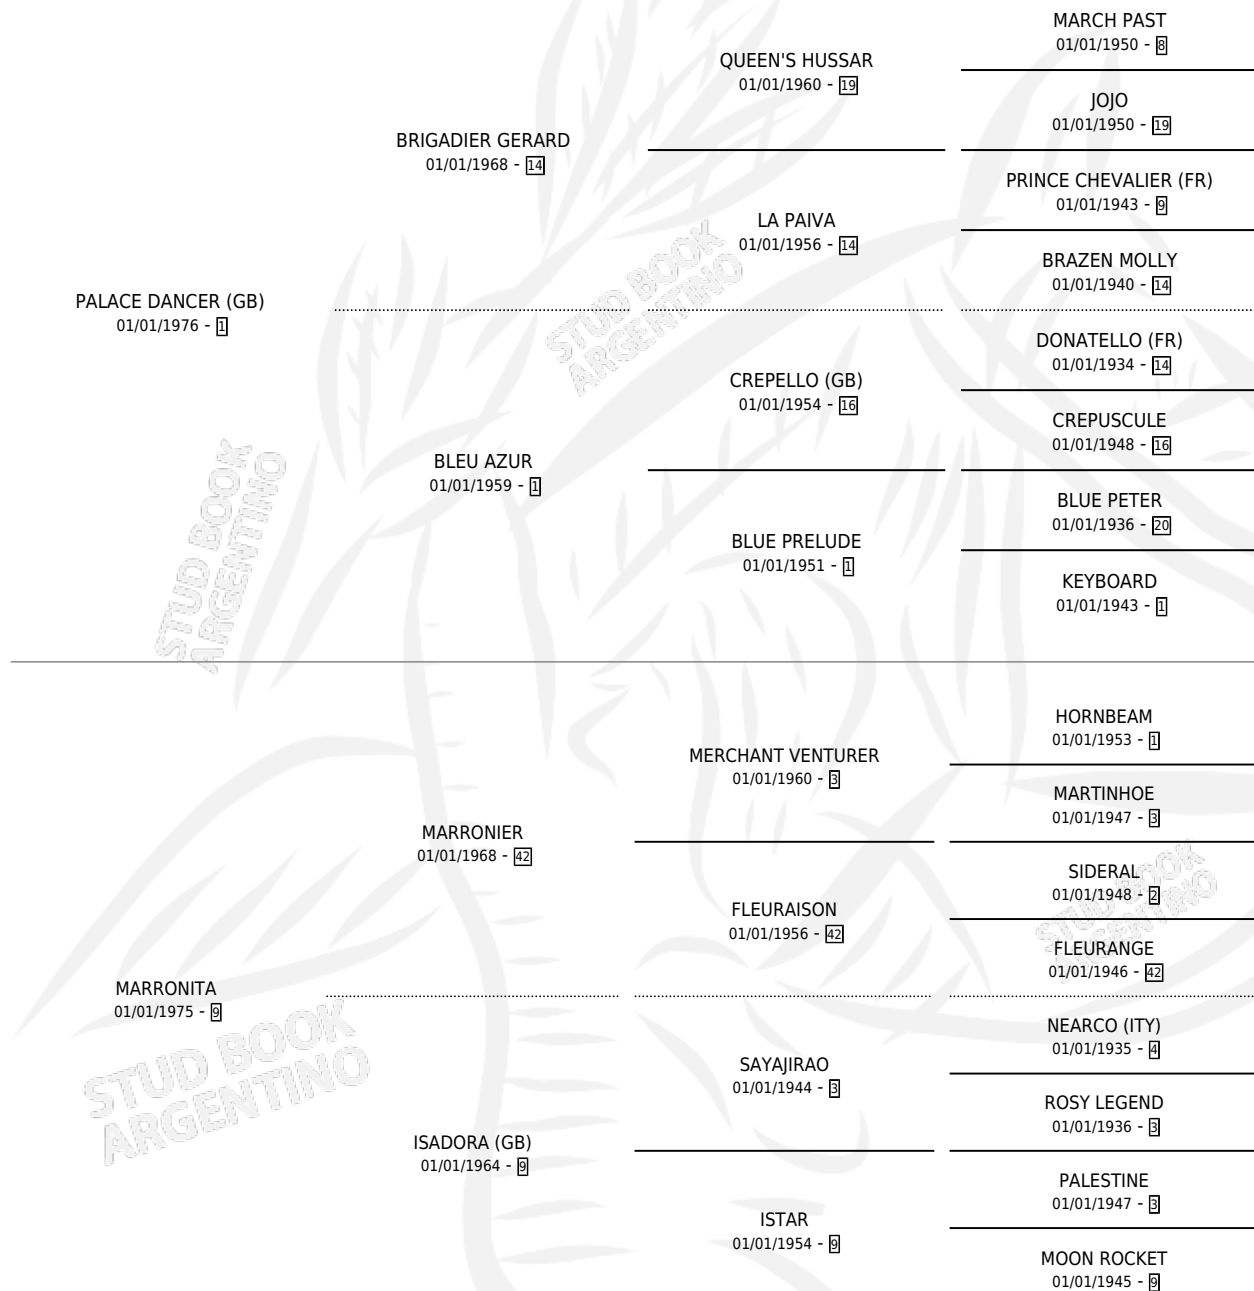 MARCH PAST
01/01/1950 - 8
QUEEN'S HUSSAR
01/01/1960 - 19
JOJO
01/01/1950 - 19
BRIGADIER GERARD
01/01/1968 - 14
PRINCE CHEVALIER (FR)
01/01/1943 - 9
LA PAIVA
01/01/1956 - 14
BRAZEN MOLLY
01/01/1940 - 14
PALACE DANCER (GB)
01/01/1976 - 1
DONATELLO (FR)
01/01/1934 - 14
CREPELLO (GB)
01/01/1954 - 16
CREPUSCULE
01/01/1948 - 16
BLEU AZUR
01/01/1959 - 1
BLUE PETER
01/01/1936 - 20
BLUE PRELUDE
01/01/1951 - 1
KEYBOARD
01/01/1943 - 1
HORNBEAM
01/01/1953 - 1
MERCHANT VENTURER
01/01/1960 - 3
MARTINHOE
01/01/1947 - 3
MARRONIER
01/01/1968 - 42
SIDERAL
01/01/1948 - 2
FLEURAISON
01/01/1956 - 42
FLEURANGE
01/01/1946 - 42
MARRONITA
01/01/1975 - 9
NEARCO (ITY)
01/01/1935 - 4
SAYAJIRAO
01/01/1944 - 3
ROSY LEGEND
01/01/1936 - 3
ISADORA (GB)
01/01/1964 - 9
PALESTINE
01/01/1947 - 3
ISTAR
01/01/1954 - 9
MOON ROCKET
01/01/1945 - 9
STUD BOOK
ARGENTINO
STUD BOOK
ARGENTINO
STUD BOOK
ARGENTINO
STUD BOOK
ARGENTINO